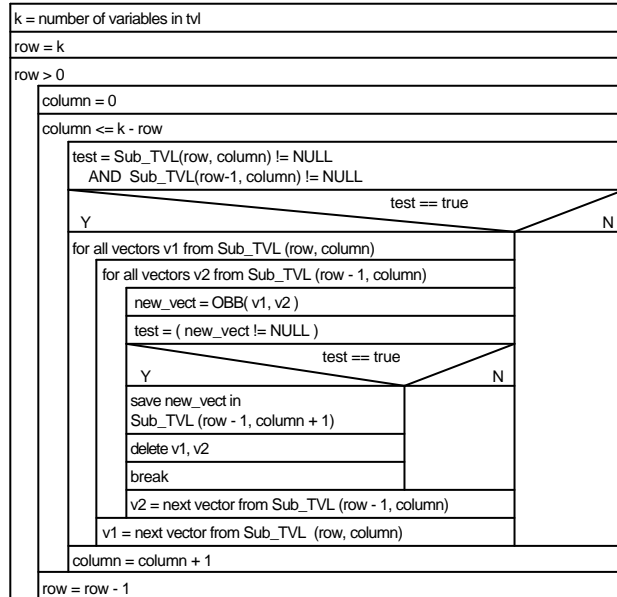 k = number of variables in tvl
row = k
row > 0
column = 0
column <= k - row
test = Sub_TVL(row, column) != NULL
AND Sub_TVL(row-1, column) != NULL
test == true
Y
N
for all vectors v1 from Sub_TVL (row, column)
for all vectors v2 from Sub_TVL (row - 1, column)
new_vect = OBB( v1, v2 )
test = ( new_vect != NULL )
test == true
Y
N
save new_vect in
Sub_TVL (row - 1, column + 1)
delete v1, v2
break
v2 = next vector from Sub_TVL (row - 1, column)
v1 = next vector from Sub_TVL (row, column)
column = column + 1
row = row - 1